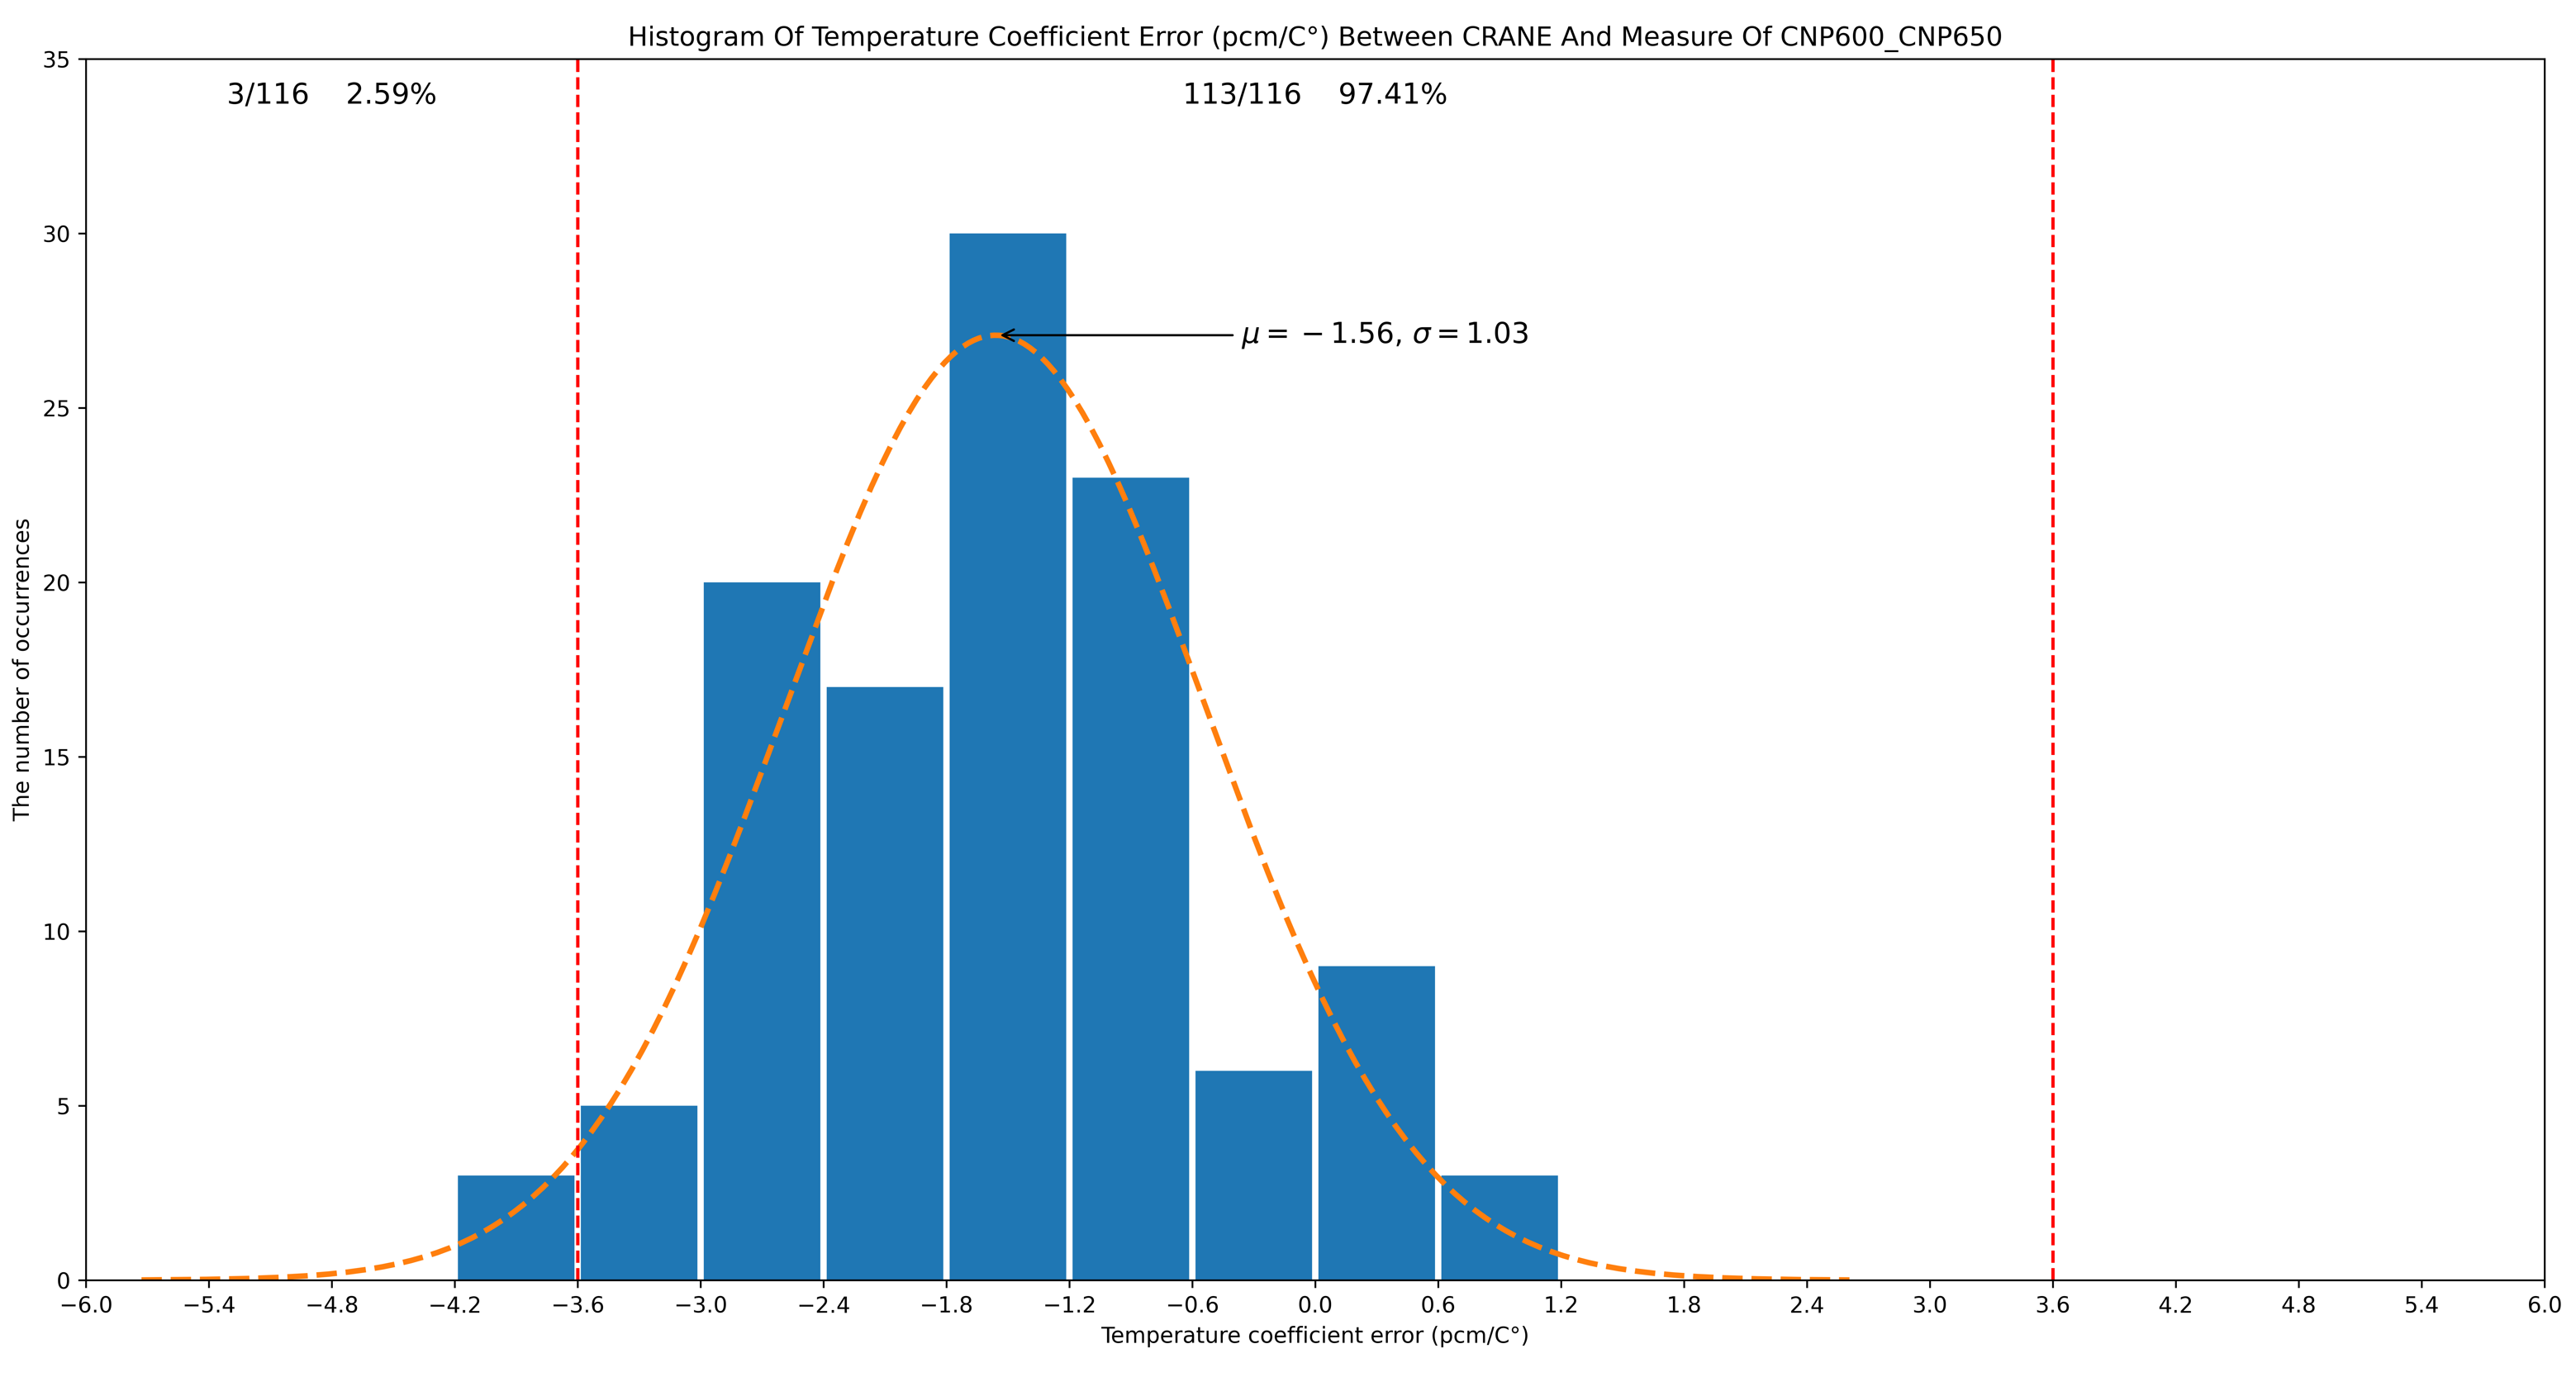 Histogram Of Temperature Coefficient Error (pcm/C°) Between CRANE And Measure Of CNP600_CNP650
3/116 2.59%
113/116 97.41%
μ = − 1.56, σ = 1.03
The number of occurrences
35
30
25
20
15
10
5
0
−6.0 −5.4 −4.8 −4.2 −3.6 −3.0 −2.4 −1.8 −1.2 −0.6 0.0 0.6 1.2 1.8 2.4 3.0 3.6 4.2 4.8 5.4 6.0
Temperature coefficient error (pcm/C°)